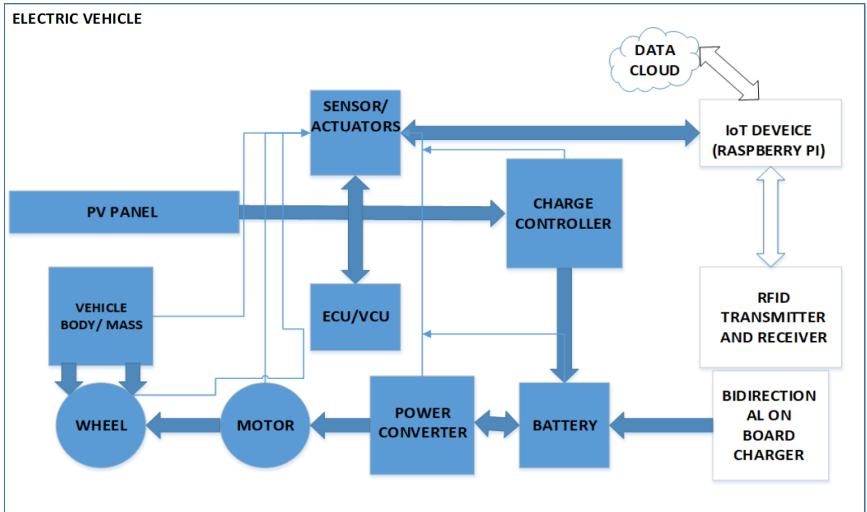 ELECTRIC VEHICLE
DATA
CLOUD
SENSOR/
ACTUATORS
IoT DEVEICE
(RASPBERRY PI)
PV PANEL
CHARGE
CONTROLLER
VEHICLE
BODY/ MASS
ECU/VCU
RFID
TRANSMITTER
AND RECEIVER
WHEEL
MOTOR
POWER
CONVERTER
BATTERY
BIDIRECTION
AL ON
BOARD
CHARGER